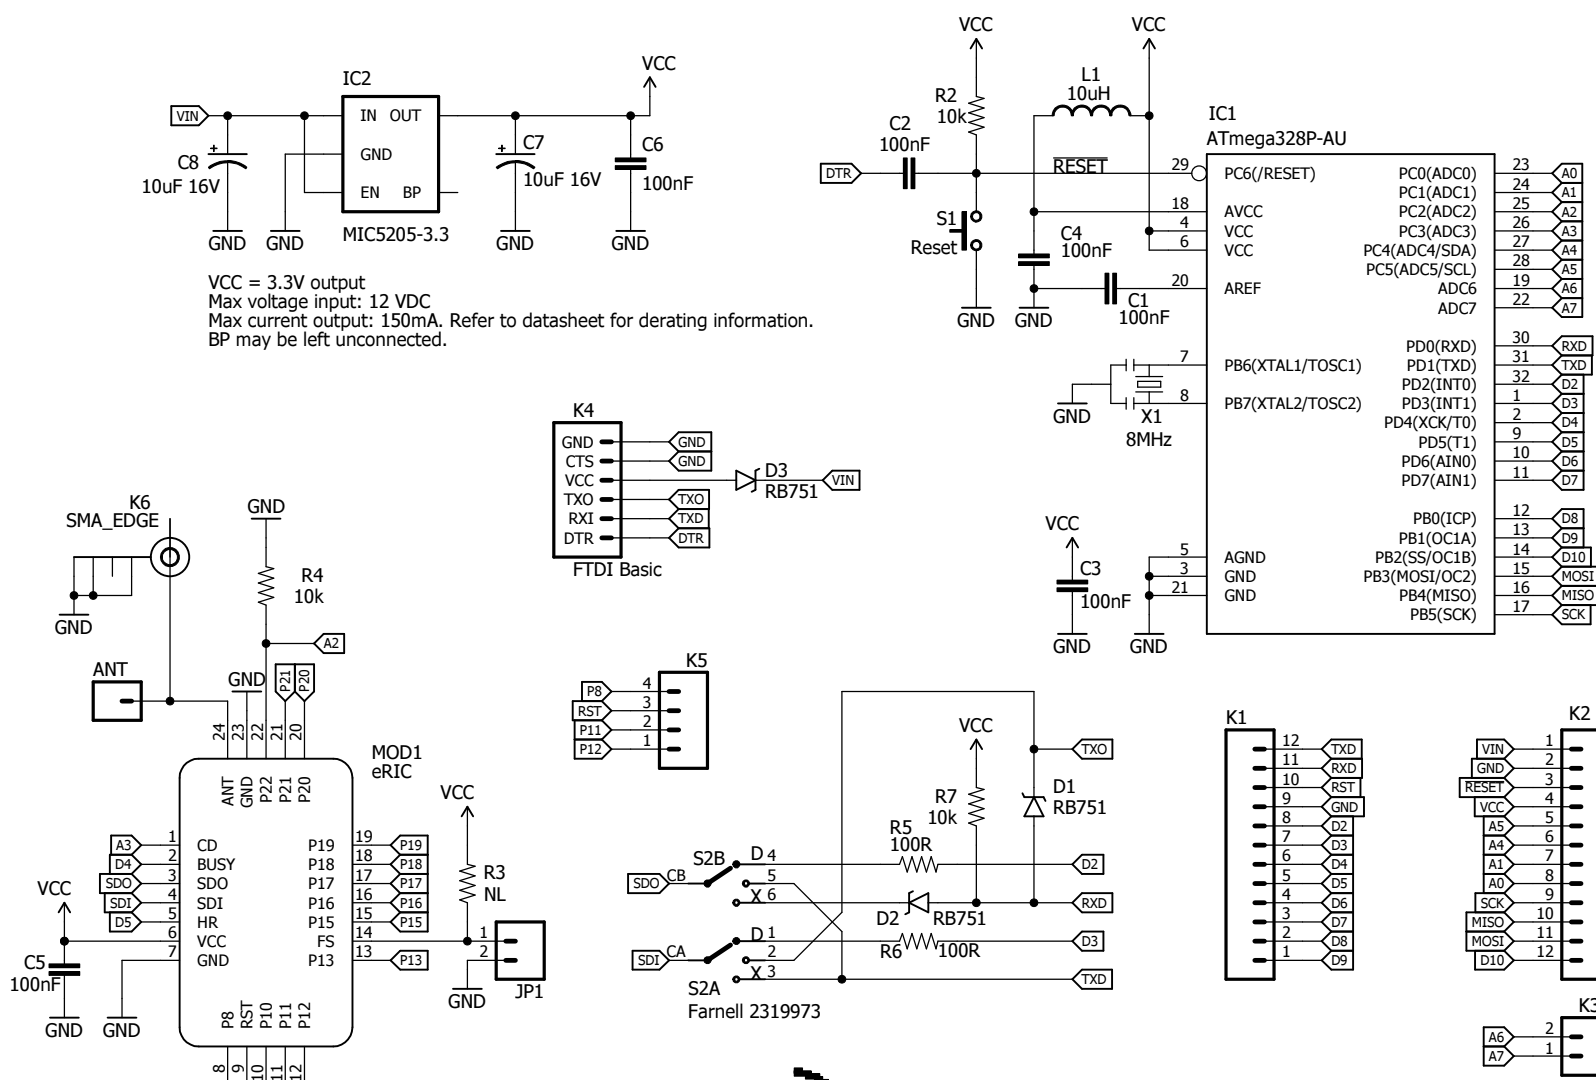 IC2
VCC
VIN
IN OUT
GND
EN BP
C8
10uF 16V
C7
10uF 16V
C6
100nF
GND GND
MIC5205-3.3
GND
GND
VCC = 3.3V output
Max voltage input: 12 VDC
Max current output: 150mA. Refer to datasheet for derating information.
BP may be left unconnected.
VCC
VCC
L1
10uH
R2
10k
C2
100nF
DTR
RESET
S1
Reset
C4
100nF
C1
100nF
GND
GND
IC1
ATmega328P-AU
29 PC6(/RESET)
18 AVCC
4 VCC
6 VCC
20 AREF
7 PB6(XTAL1/TOSC1)
8 PB7(XTAL2/TOSC2)
5 AGND
3 GND
21 GND
PC0(ADC0) 23 A0
PC1(ADC1) 24 A1
PC2(ADC2) 25 A2
PC3(ADC3) 26 A3
PC4(ADC4/SDA) 27 A4
PC5(ADC5/SCL) 28 A5
ADC6 19 A6
ADC7 22 A7
PD0(RXD) 30 RXD
PD1(TXD) 31 TXD
PD2(INT0) 32 D2
PD3(INT1) 1 D3
PD4(XCK/T0) 2 D4
PD5(T1) 9 D5
PD6(AIN0) 10 D6
PD7(AIN1) 11 D7
PB0(ICP) 12 D8
PB1(OC1A) 13 D9
PB2(SS/OC1B) 14 D10
PB3(MOSI/OC2) 15 MOSI
PB4(MISO) 16 MISO
PB5(SCK) 17 SCK
GND
X1
8MHz
VCC
C3
100nF
GND
GND
K4
GND GND
CTS GND
VCC
D3
RB751
VIN
TXO TXO
RXI TXD
DTR DTR
FTDI Basic
K6
SMA_EDGE
GND
GND
R4
10k
A2
ANT
GND
P21
P20
24
23
22
21
20
MOD1
eRIC
ANT
GND
P22
P21
P20
A3 1 CD
D4 2 BUSY
SDO 3 SDO
SDI 4 SDI
D5 5 HR
6 VCC
7 GND
P19 19 P19
P18 18 P18
P17 17 P17
P16 16 P16
P15 15 P15
FS 14
P13 13 P13
P8
RST
P10
P11
P12
8
9
10
11
12
VCC
C5
100nF
GND
GND
VCC
R3
NL
1
2
JP1
GND
K5
P8 4
RST 3
P11 2
P12 1
VCC
TXO
R7
10k
D1
RB751
R5
100R
D2
S2B
SDO CB
D 4
5
X 6
D2
RB751
RXD
SDI CA
D 1
2
X 3
R6
100R
D3
TXD
S2A
Farnell 2319973
K1
12 TXD
11 RXD
10 RST
9 GND
8 D2
7 D3
6 D4
5 D5
4 D6
3 D7
2 D8
1 D9
K2
VIN 1
GND 2
RESET 3
VCC 4
A5 5
A4 6
A1 7
A0 8
SCK 9
MISO 10
MOSI 11
D10 12
K3
A6 2
A7 1